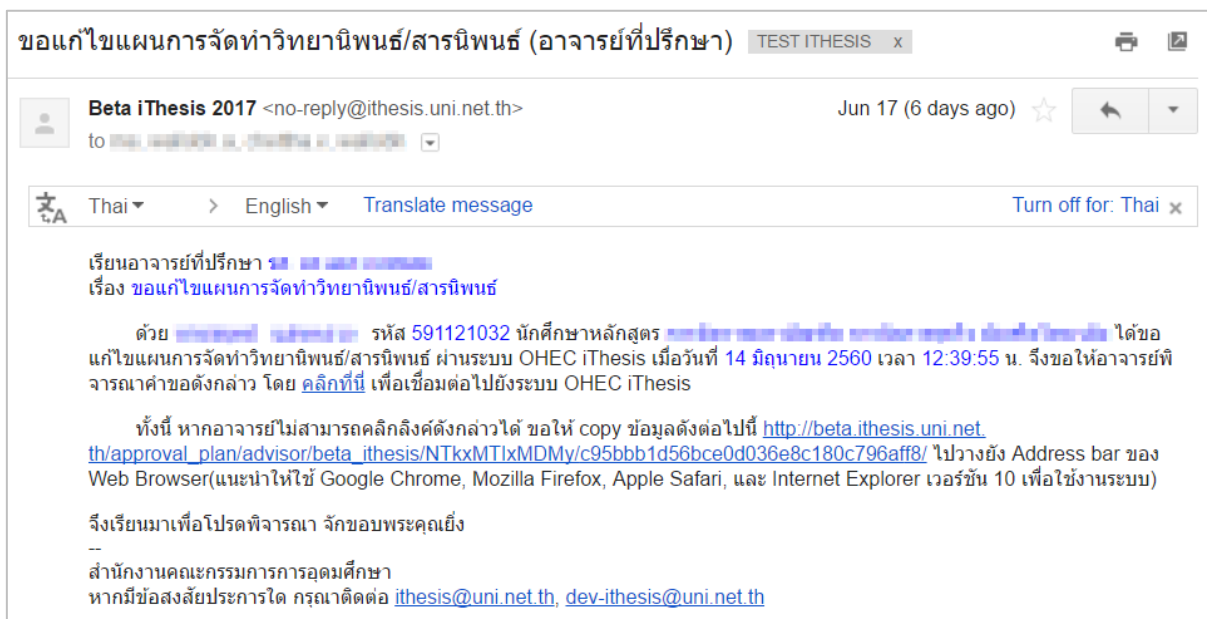 ขอแก้ไขแผนการจัดทำวิทยานิพนธ์/สารนิพนธ์ (อาจารย์ที่ปรึกษา) TEST ITHESIS x
Beta iThesis 2017 <no-reply@ithesis.uni.net.th> Jun 17 (6 days ago)
to
Thai > English Translate message Turn off for: Thai x
เรียนอาจารย์ที่ปรึกษา
เรื่อง ขอแก้ไขแผนการจัดทำวิทยานิพนธ์/สารนิพนธ์
ด้วย รหัส 591121032 นักศึกษาหลักสูตร ได้ขอ
แก้ไขแผนการจัดทำวิทยานิพนธ์/สารนิพนธ์ ผ่านระบบ OHEC iThesis เมื่อวันที่ 14 มิถุนายน 2560 เวลา 12:39:55 น. จึงขอให้อาจารย์พิ
จารณาคำขอดังกล่าว โดย คลิกที่นี่ เพื่อเชื่อมต่อไปยังระบบ OHEC iThesis
ทั้งนี้ หากอาจารย์ไม่สามารถคลิกลิงค์ดังกล่าวได้ ขอให้ copy ข้อมูลดังต่อไปนี้ http://beta.ithesis.uni.net.
th/approval_plan/advisor/beta_ithesis/NTkxMTIxMDMy/c95bbb1d56bce0d036e8c180c796aff8/ ไปวางยัง Address bar ของ
Web Browser(แนะนำให้ใช้ Google Chrome, Mozilla Firefox, Apple Safari, และ Internet Explorer เวอร์ชัน 10 เพื่อใช้งานระบบ)
จึงเรียนมาเพื่อโปรดพิจารณา จักขอบพระคุณยิ่ง
--
สำนักงานคณะกรรมการการอุดมศึกษา
หากมีข้อสงสัยประการใด กรุณาติดต่อ ithesis@uni.net.th, dev-ithesis@uni.net.th